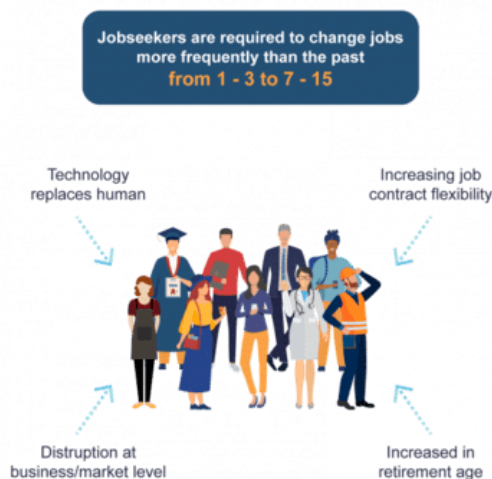 Jobseekers are required to change jobs
more frequently than the past
from 1 - 3 to 7 - 15
Technology
replaces human
Increasing job
contract flexibility
Distruption at
business/market level
Increased in
retirement age